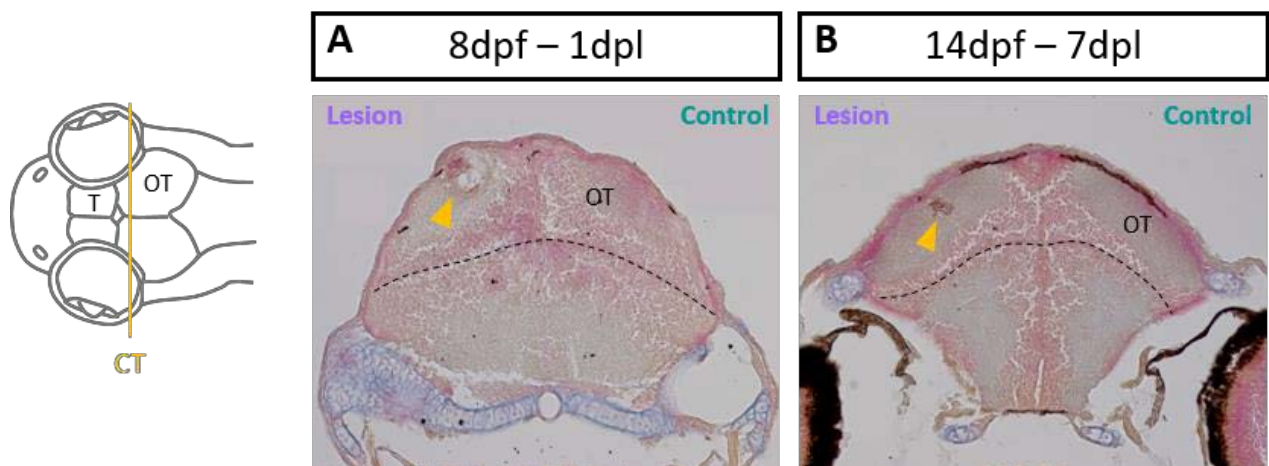 T
OT
CT
A
8dpf – 1dpl
Lesion
Control
OT
B
14dpf – 7dpl
Lesion
Control
OT